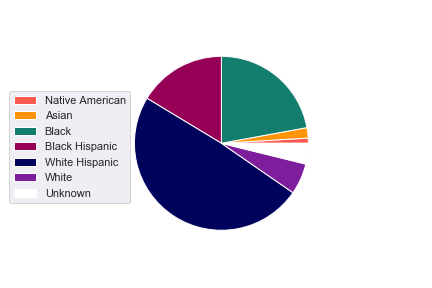 Native American
Asian
Black
Black Hispanic
White Hispanic
White
Unknown